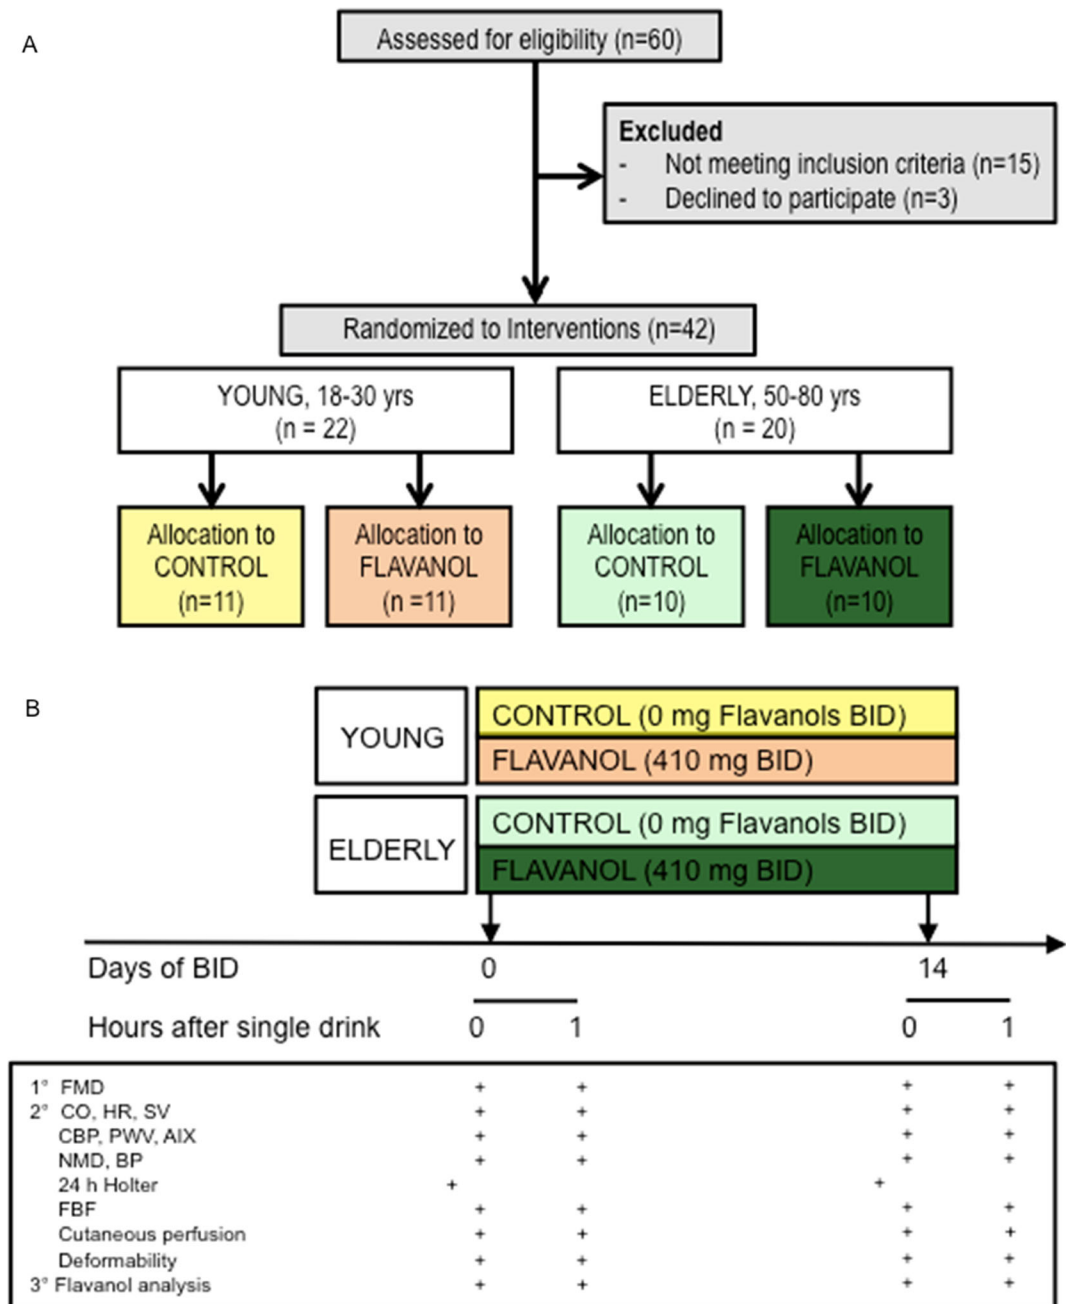 A
Assessed for eligibility (n=60)
Excluded
- Not meeting inclusion criteria (n=15)
- Declined to participate (n=3)
Randomized to Interventions (n=42)
YOUNG, 18-30 yrs
(n = 22)
ELDERLY, 50-80 yrs
(n = 20)
Allocation to
CONTROL
(n=11)
Allocation to
FLAVANOL
(n =11)
Allocation to
CONTROL
(n=10)
Allocation to
FLAVANOL
(n=10)
B
YOUNG
CONTROL (0 mg Flavanols BID)
FLAVANOL (410 mg BID)
ELDERLY
CONTROL (0 mg Flavanols BID)
FLAVANOL (410 mg BID)
Days of BID 0 14
Hours after single drink 0 1 0 1
1° FMD + + + +
2° CO, HR, SV + + + +
CBP, PWV, AIX + + + +
NMD, BP + + + +
24 h Holter + +
FBF + + + +
Cutaneous perfusion + + + +
Deformability + + + +
3° Flavanol analysis + + + +